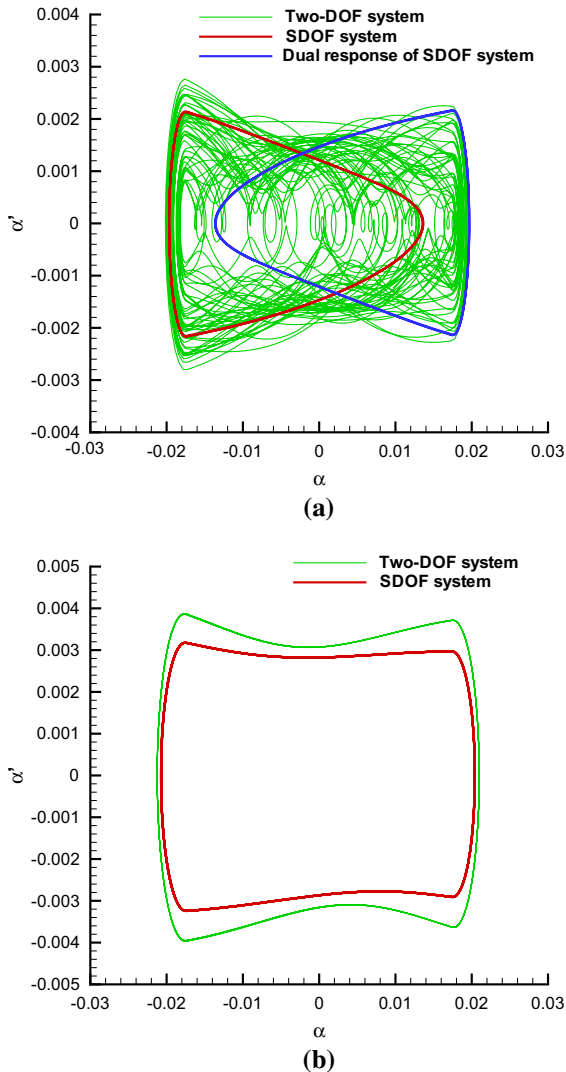 0.004
Two-DOF system
SDOF system
Dual response of SDOF system
0.003
0.002
0.001
0
-0.001
-0.002
-0.003
-0.004
α'
-0.03 -0.02 -0.01 0 0.01 0.02 0.03
α
(a)
0.005
Two-DOF system
SDOF system
0.004
0.003
0.002
0.001
0
-0.001
-0.002
-0.003
-0.004
-0.005
α'
-0.03 -0.02 -0.01 0 0.01 0.02 0.03
α
(b)